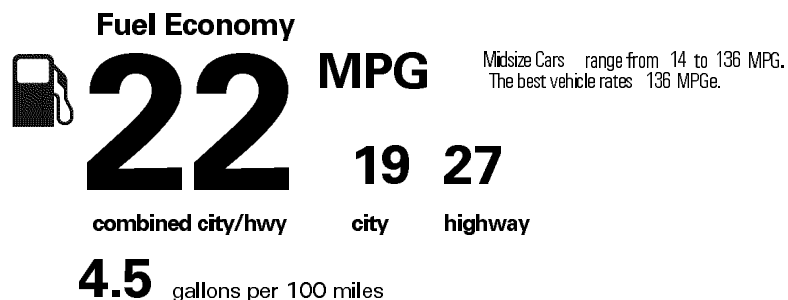 Fuel Economy
22 MPG
Midsize Cars range from 14 to 136 MPG.
The best vehicle rates 136 MPGe.
19 27
combined city/hwy city highway
4.5 gallons per 100 miles